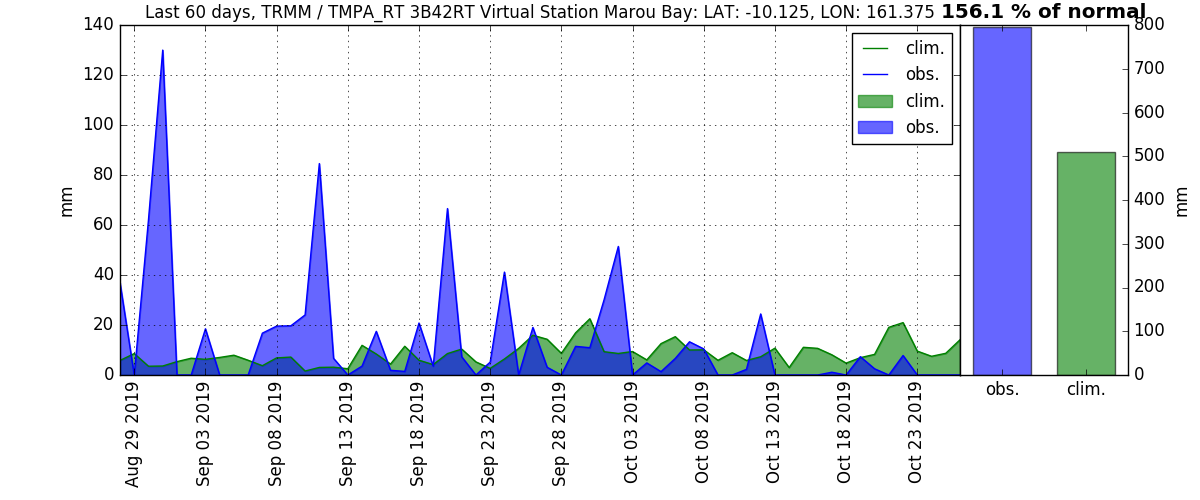 Last 60 days, TRMM / TMPA_RT 3B42RT Virtual Station Marou Bay: LAT: -10.125, LON: 161.375 156.1 % of normal
140
120
100
80
60
40
20
0
mm
clim.
obs.
clim.
obs.
Aug 29 2019
Sep 03 2019
Sep 08 2019
Sep 13 2019
Sep 18 2019
Sep 23 2019
Sep 28 2019
Oct 03 2019
Oct 08 2019
Oct 13 2019
Oct 18 2019
Oct 23 2019
800
700
600
500
400
300
200
100
0
mm
obs. clim.